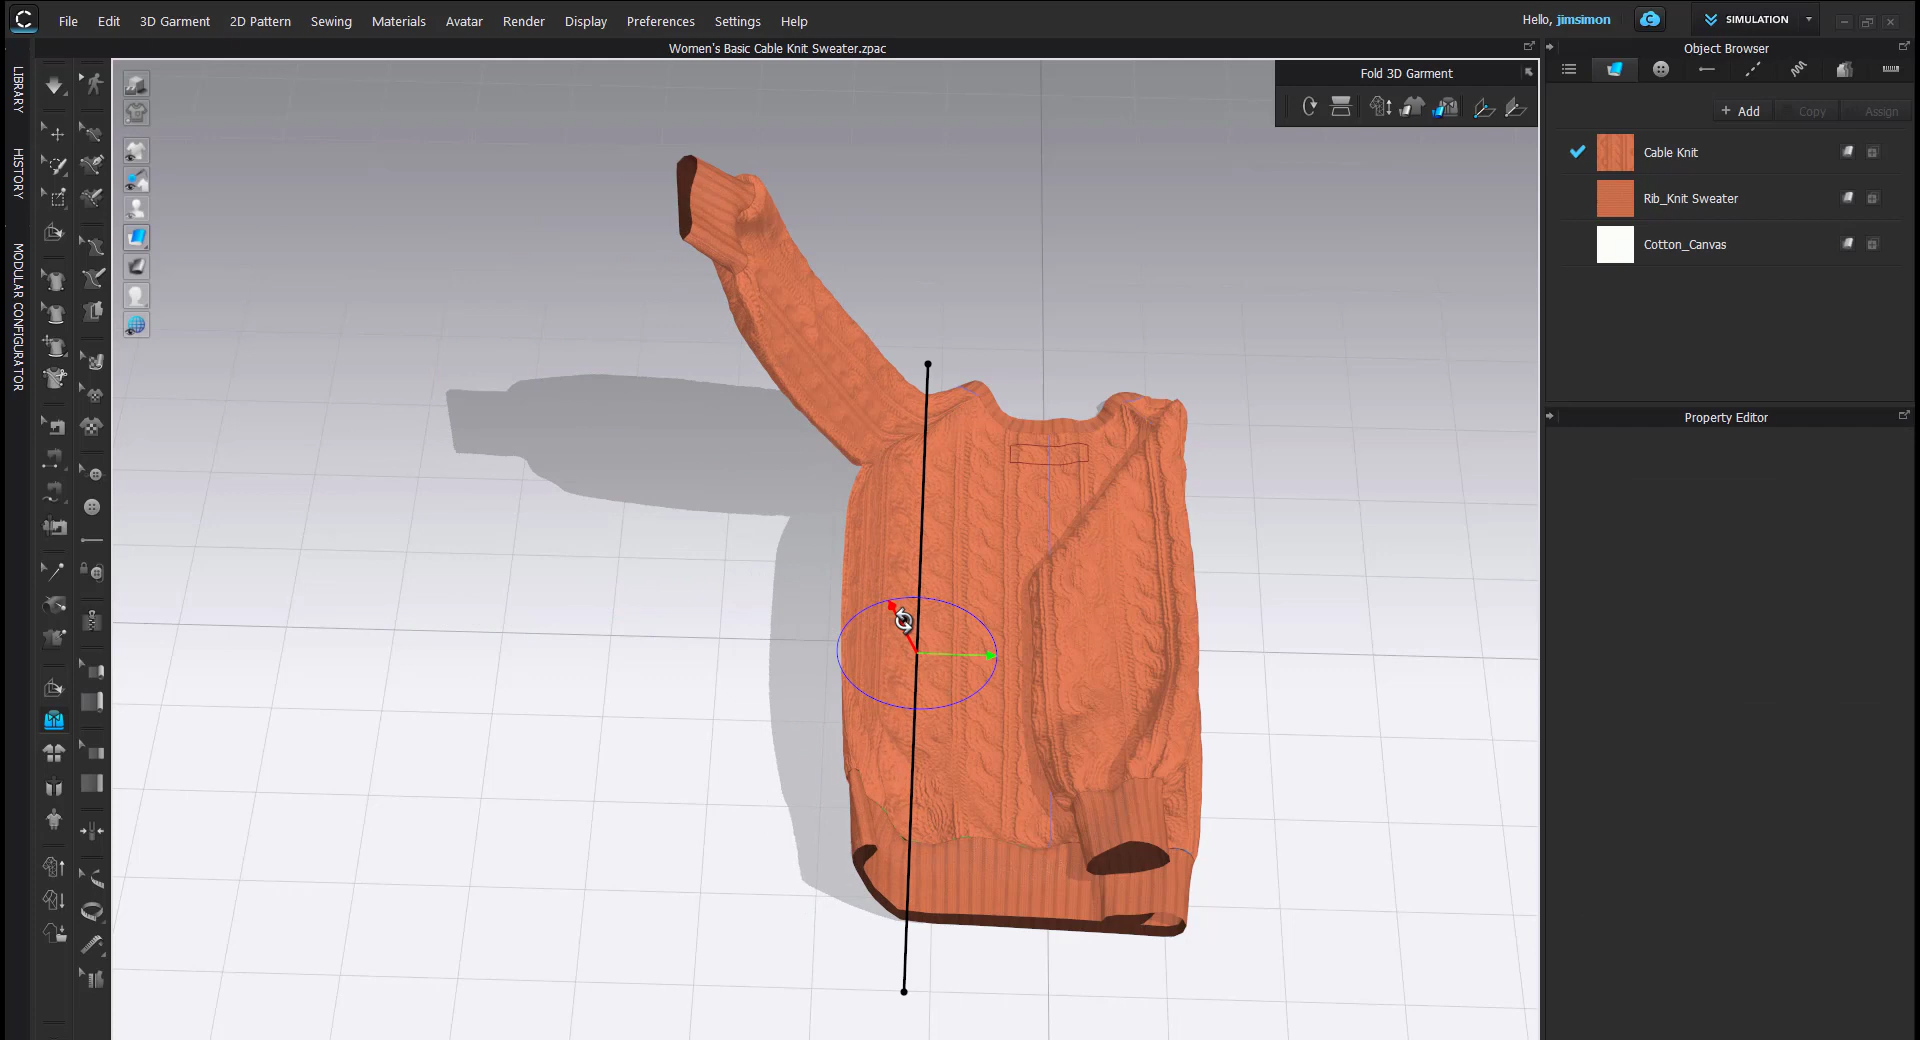 File Edit 3D Garment 2D Pattern Sewing Materials Avatar Render Display Preferences Settings Help
Hello, jimsimon
SIMULATION
Women's Basic Cable Knit Sweater.zpac
Object Browser
LIBRARY
HISTORY
MODULAR CONFIGURATOR
Fold 3D Garment
+ Add Copy Assign
Cable Knit
Rib_Knit Sweater
Cotton_Canvas
Property Editor